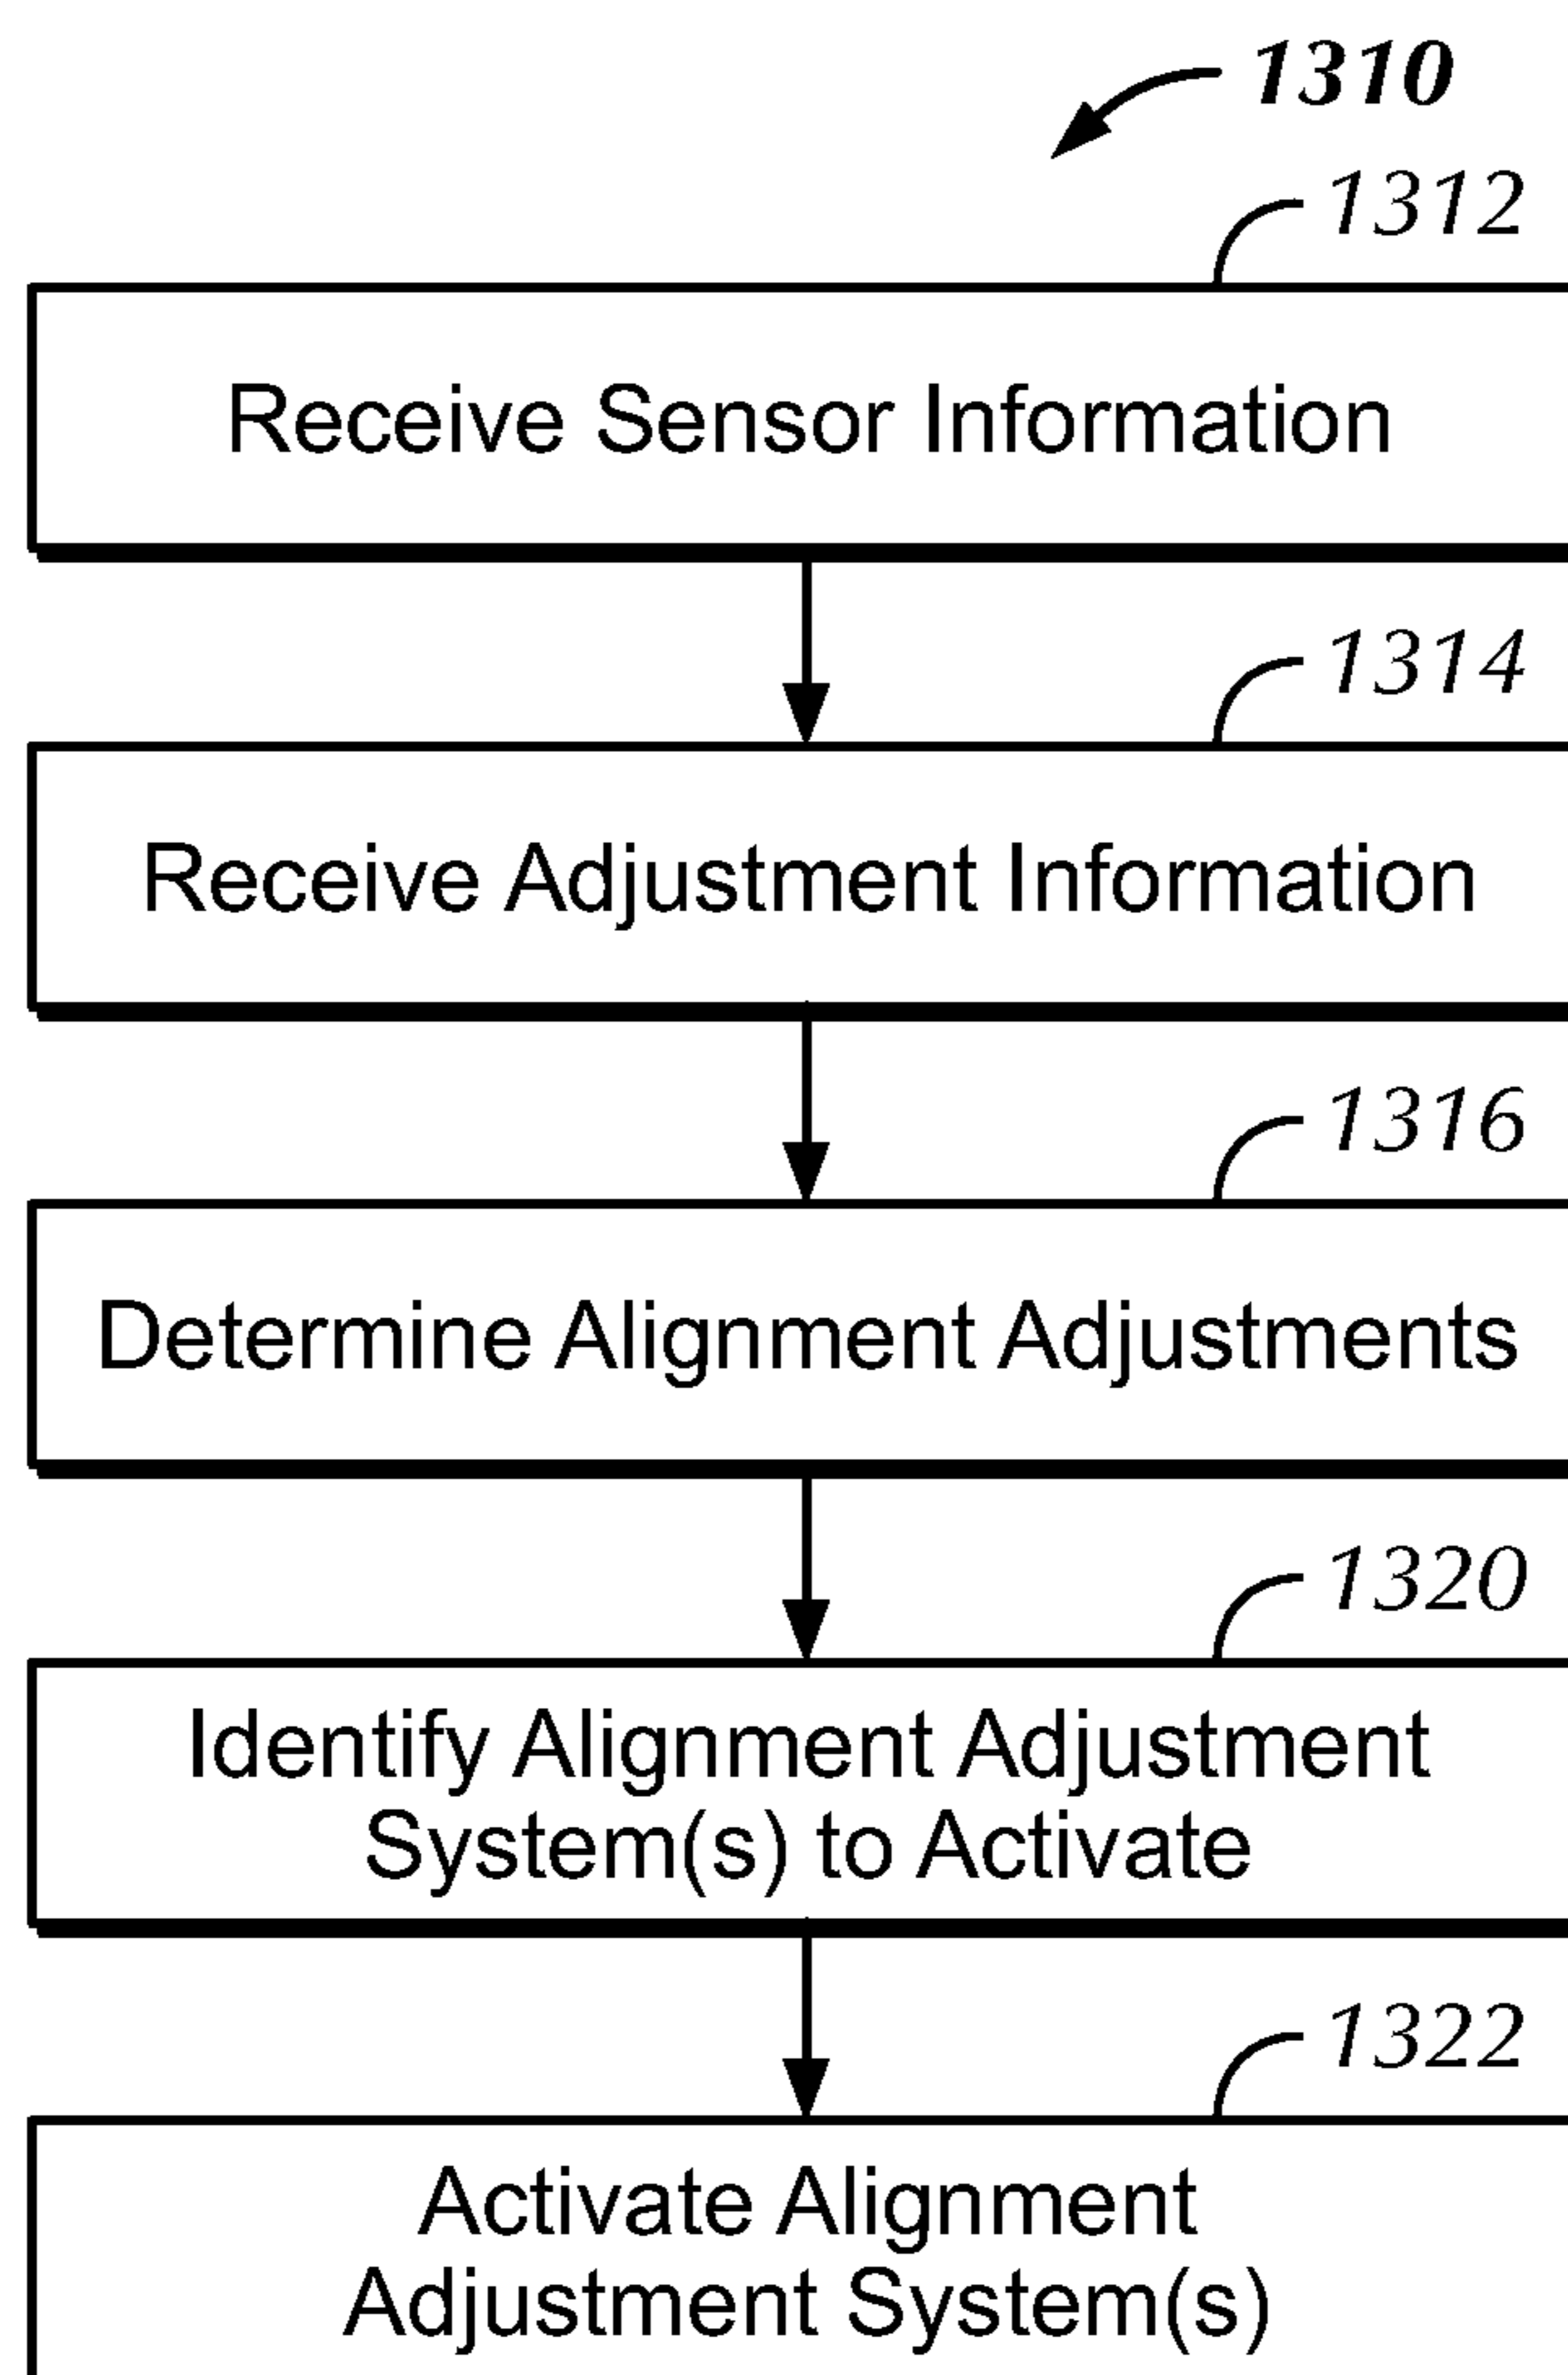 1310
1312
Receive Sensor Information
1314
Receive Adjustment Information
1316
Determine Alignment Adjustments
1320
Identify Alignment Adjustment
System(s) to Activate
1322
Activate Alignment
Adjustment System(s)